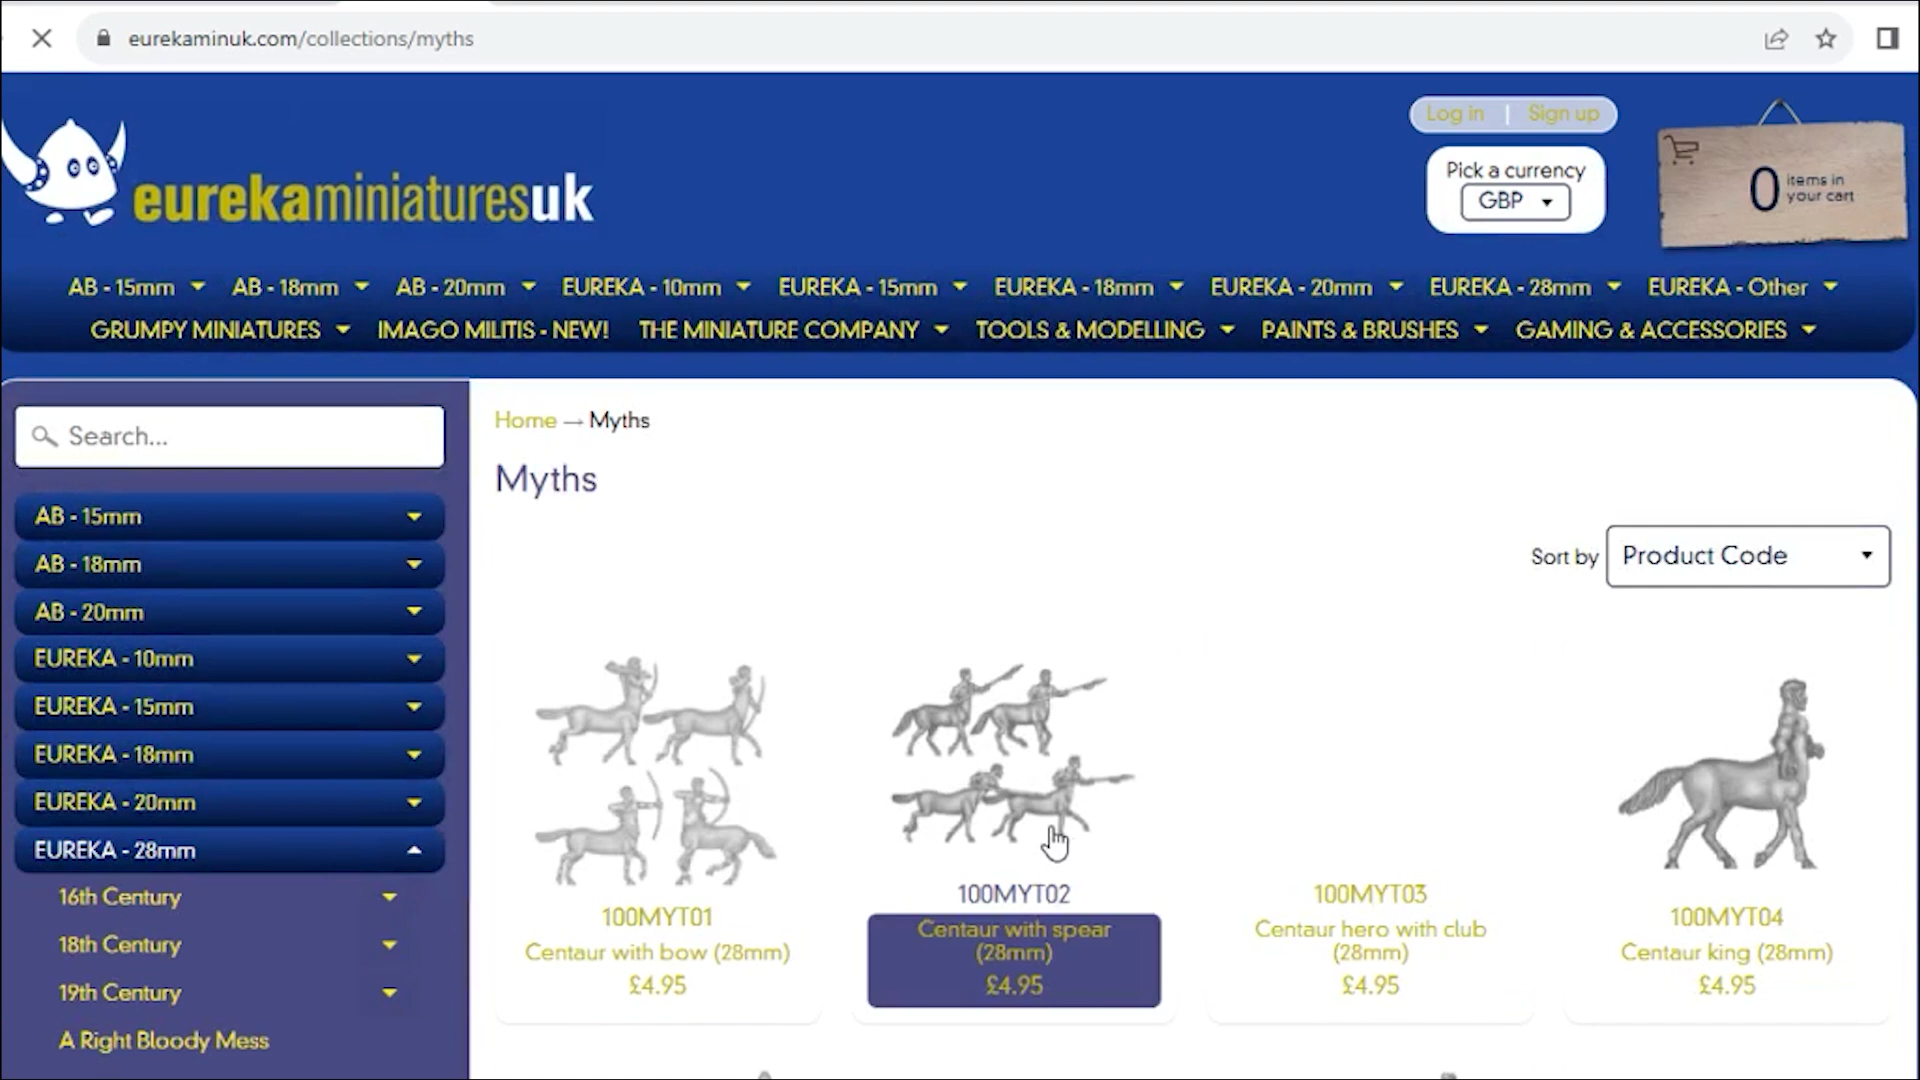 eurekaminuk.com/collections/myths
Log in | Sign up
Pick a currency
GBP
0 items in your cart
eurekaminiaturesuk
AB - 15mm AB - 18mm AB - 20mm EUREKA - 10mm EUREKA - 15mm EUREKA - 18mm EUREKA - 20mm EUREKA - 28mm EUREKA - Other
GRUMPY MINIATURES IMAGO MILITIS - NEW! THE MINIATURE COMPANY TOOLS & MODELLING PAINTS & BRUSHES GAMING & ACCESSORIES
Search...
AB - 15mm
AB - 18mm
AB - 20mm
EUREKA - 10mm
EUREKA - 15mm
EUREKA - 18mm
EUREKA - 20mm
EUREKA - 28mm
16th Century
18th Century
19th Century
A Right Bloody Mess
Home → Myths
Myths
Sort by Product Code
100MYT01
Centaur with bow (28mm)
£4.95
100MYT02
Centaur with spear
(28mm)
£4.95
100MYT03
Centaur hero with club
(28mm)
£4.95
100MYT04
Centaur king (28mm)
£4.95